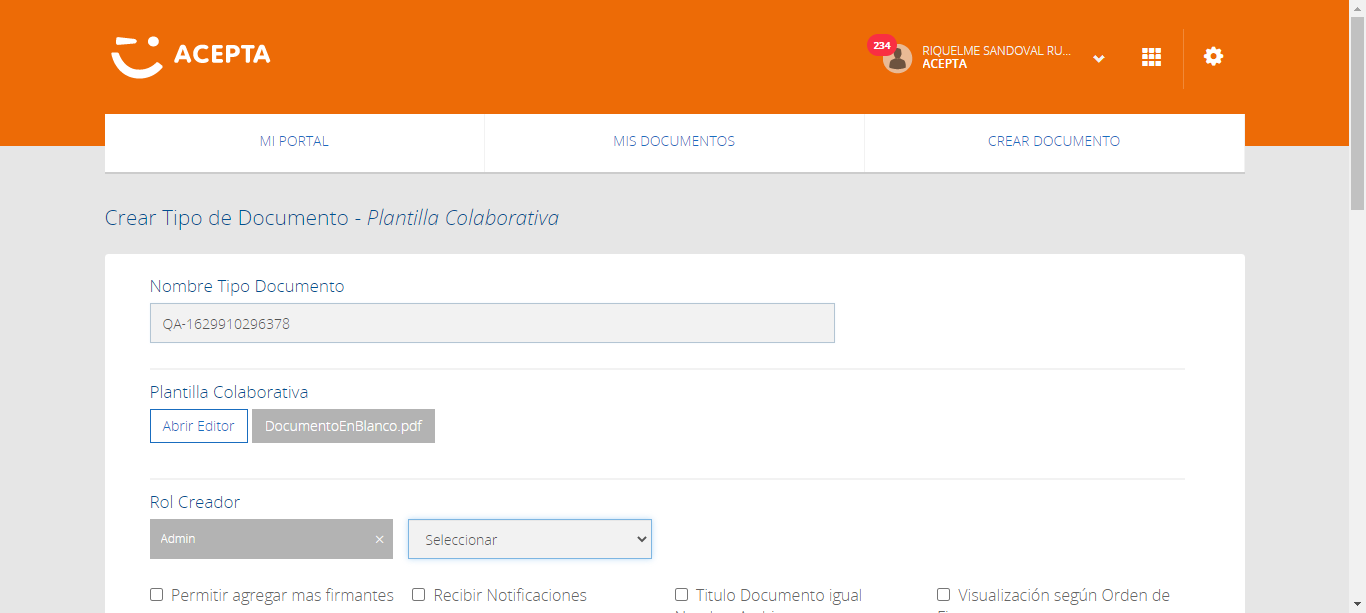 ACEPTA
234
RIQUELME SANDOVAL RU...
ACEPTA
MI PORTAL
MIS DOCUMENTOS
CREAR DOCUMENTO
Crear Tipo de Documento - Plantilla Colaborativa
Nombre Tipo Documento
QA-1629910296378
Plantilla Colaborativa
Abrir Editor
DocumentoEnBlanco.pdf
Rol Creador
Admin ×
Seleccionar
Permitir agregar mas firmantes
Recibir Notificaciones
Titulo Documento igual
Visualización según Orden de